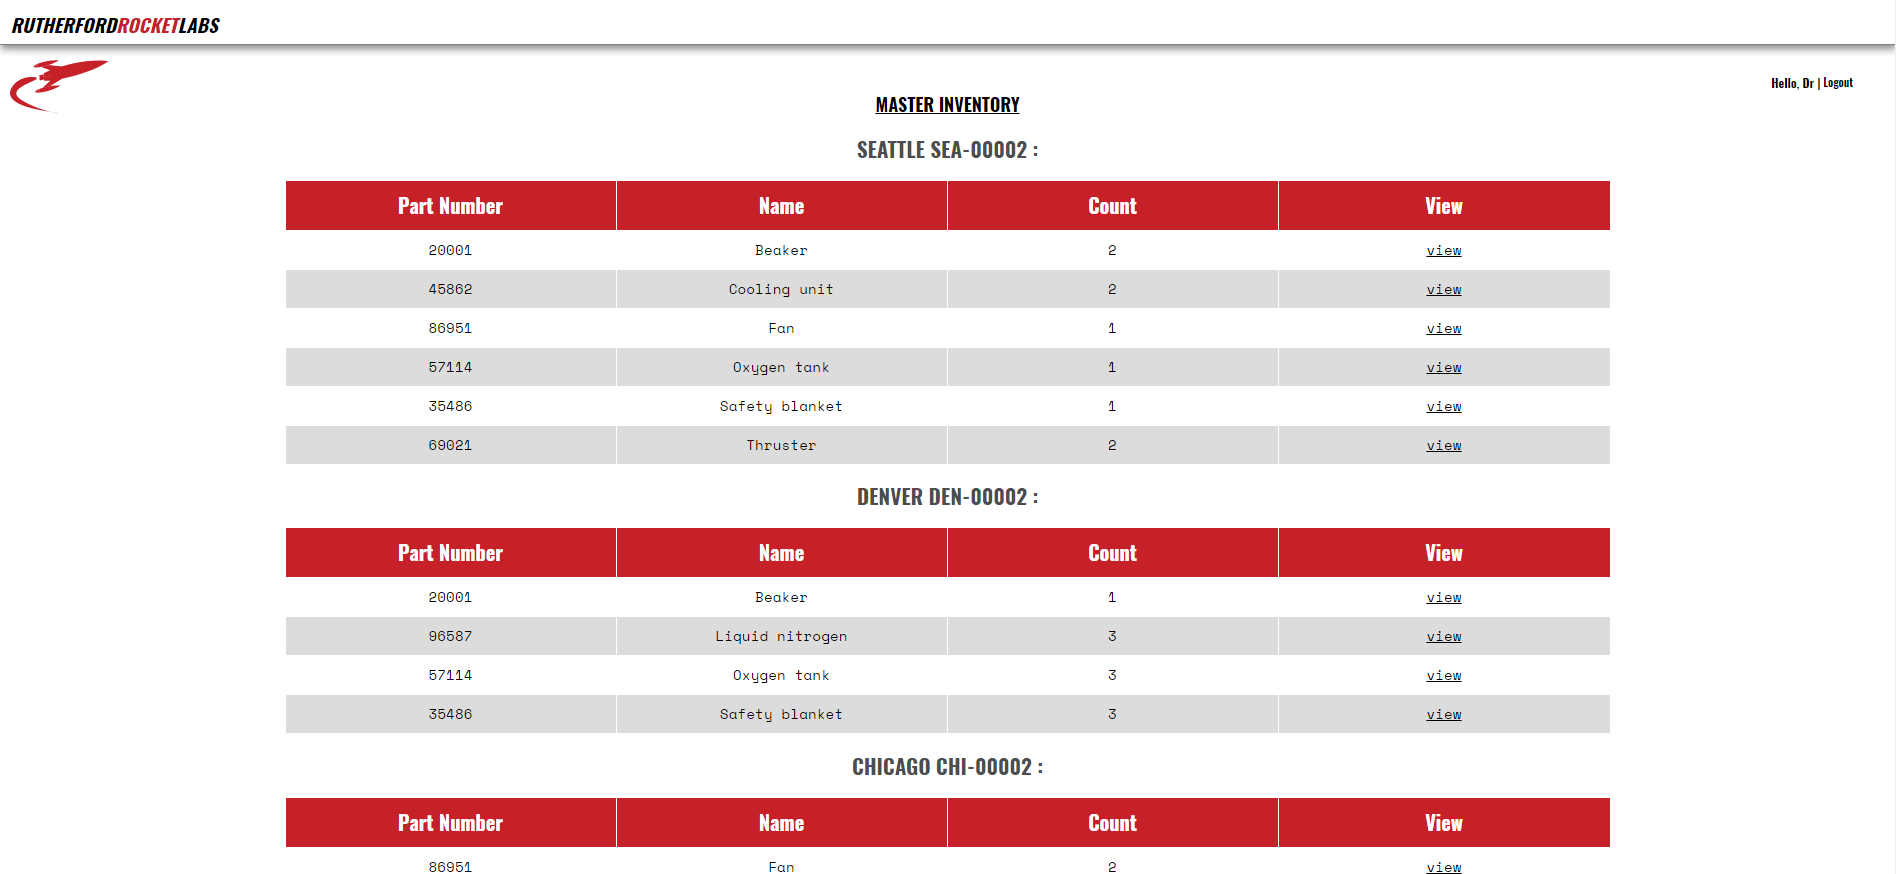 RUTHERFORDROCKETLABS
Hello, Dr | Logout
MASTER INVENTORY
SEATTLE SEA-00002 :
Part Number Name Count View
20001 Beaker 2 view
45862 Cooling unit 2 view
86951 Fan 1 view
57114 Oxygen tank 1 view
35486 Safety blanket 1 view
69021 Thruster 2 view
DENVER DEN-00002 :
Part Number Name Count View
20001 Beaker 1 view
96587 Liquid nitrogen 3 view
57114 Oxygen tank 3 view
35486 Safety blanket 3 view
CHICAGO CHI-00002 :
Part Number Name Count View
86951 Fan 2 view